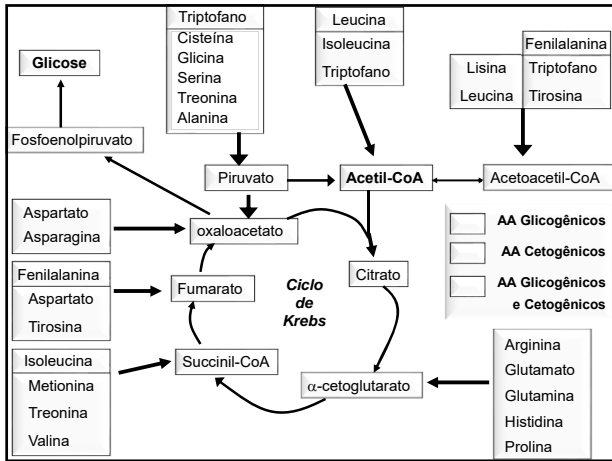 Triptofano
Cisteína
Glicina
Serina
Treonina
Alanina
Leucina
Isoleucina
Triptofano
Fenilalanina
Lisina
Leucina
Triptofano
Tirosina
Glicose
Fosfoenolpiruvato
Piruvato
Acetil-CoA
Acetoacetil-CoA
Aspartato
Asparagina
oxaloacetato
AA Glicogênicos
AA Cetogênicos
AA Glicogênicos
e Cetogênicos
Fenilalanina
Aspartato
Tirosina
Fumarato
Ciclo
de
Krebs
Citrato
Isoleucina
Metionina
Treonina
Valina
Succinil-CoA
α-cetoglutarato
Arginina
Glutamato
Glutamina
Histidina
Prolina